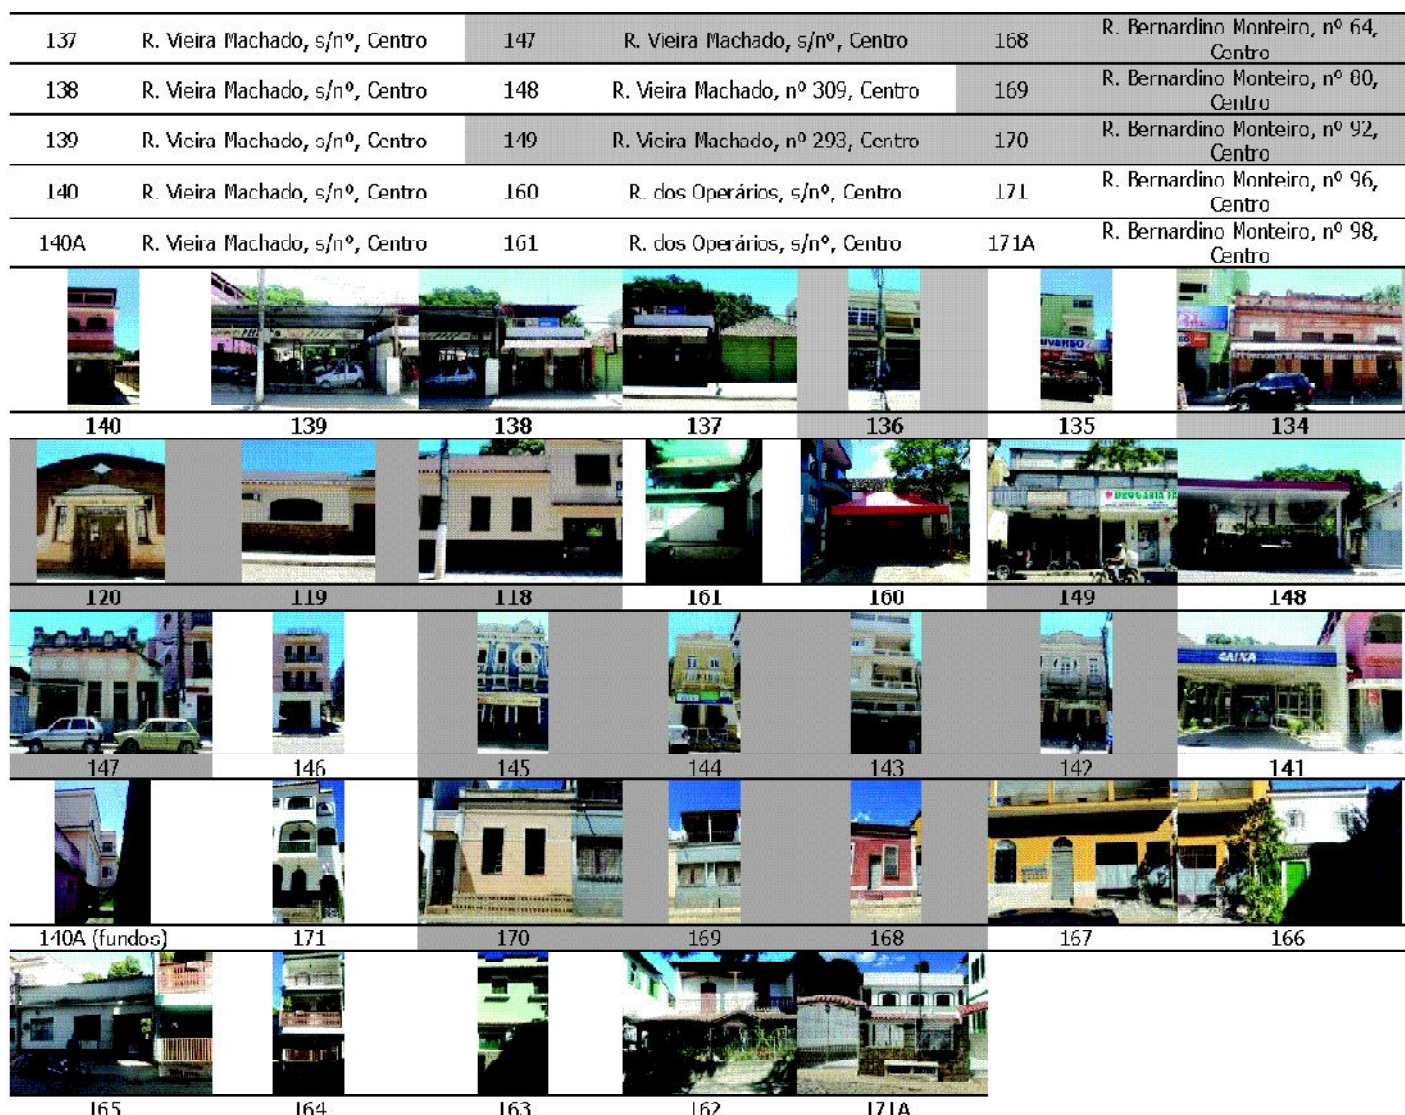 137 R. Vieira Machado, s/nº, Centro 147 R. Vieira Machado, s/nº, Centro 168 R. Bernardino Monteiro, nº 64, Centro
138 R. Vieira Machado, s/nº, Centro 148 R. Vieira Machado, nº 309, Centro 169 R. Bernardino Monteiro, nº 80, Centro
139 R. Vieira Machado, s/nº, Centro 149 R. Vieira Machado, nº 293, Centro 170 R. Bernardino Monteiro, nº 92, Centro
140 R. Vieira Machado, s/nº, Centro 160 R. dos Operários, s/nº, Centro 171 R. Bernardino Monteiro, nº 96, Centro
140A R. Vieira Machado, s/nº, Centro 161 R. dos Operários, s/nº, Centro 171A R. Bernardino Monteiro, nº 98, Centro
140 139 138 137 136 135 134
DROGARIA
120 119 118 161 160 149 148
CAIXA
147 146 145 144 143 142 141
140A (fundos) 171 170 169 168 167 166
165 164 163 162 171A